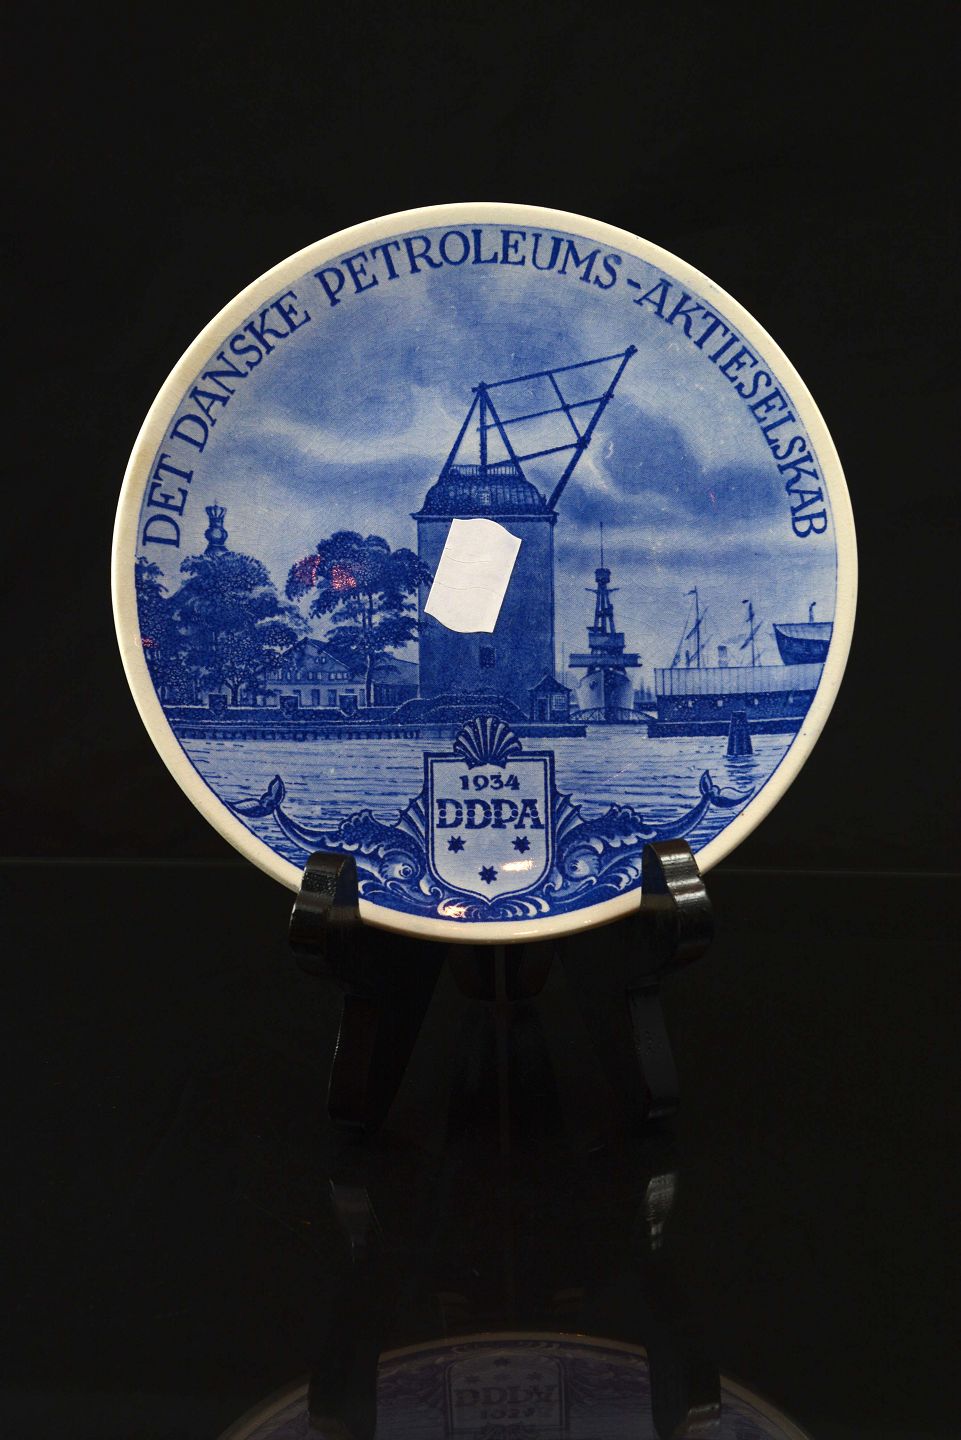 DET DANSKE PETROLEUMS-AKTIESELSKAB
1934
DDPA